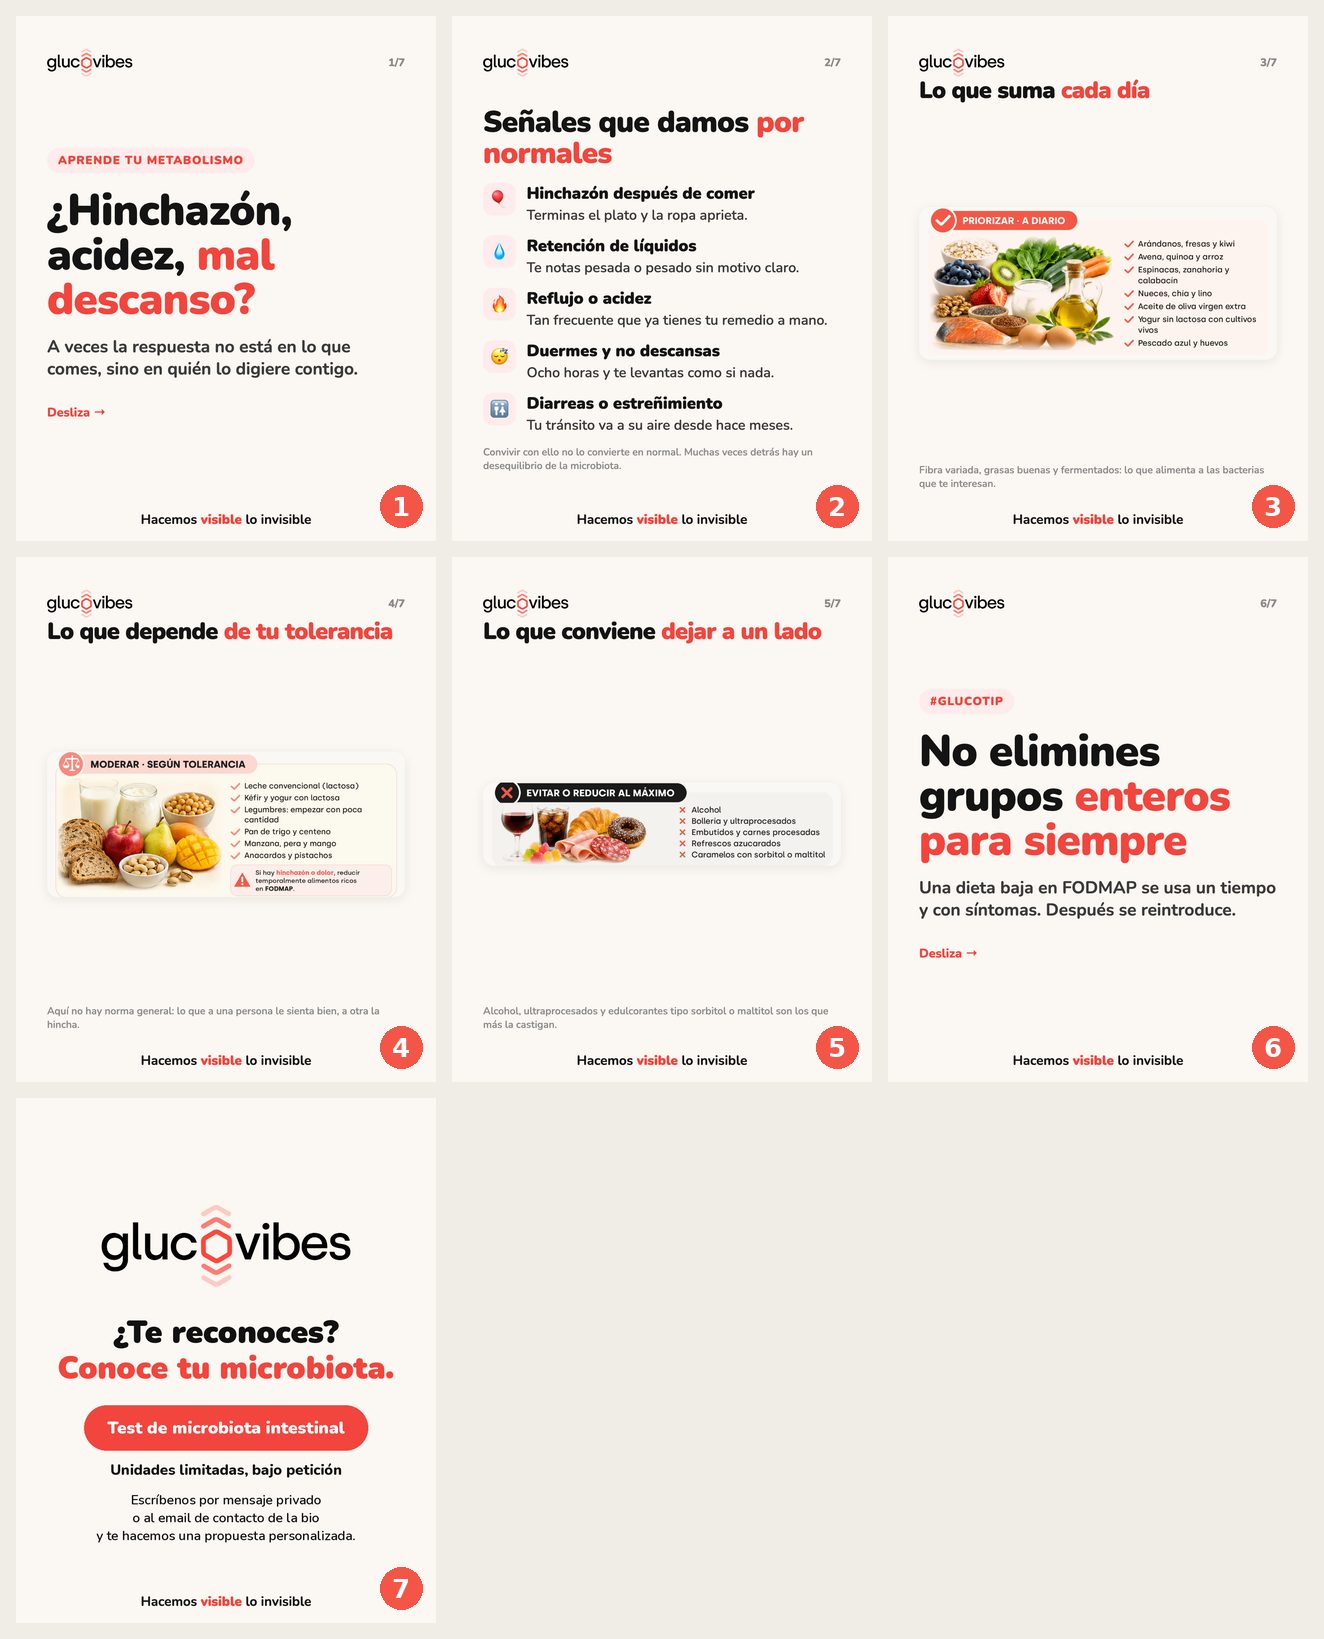 glucovibes
1/7
APRENDE TU METABOLISMO
¿Hinchazón,
acidez, mal
descanso?
A veces la respuesta no está en lo que
comes, sino en quién lo digiere contigo.
Desliza →
Hacemos visible lo invisible
1
glucovibes
2/7
Señales que damos por
normales
Hinchazón después de comer
Terminas el plato y la ropa aprieta.
Retención de líquidos
Te notas pesada o pesado sin motivo claro.
Reflujo o acidez
Tan frecuente que ya tienes tu remedio a mano.
Duermes y no descansas
Ocho horas y te levantas como si nada.
Diarreas o estreñimiento
Tu tránsito va a su aire desde hace meses.
Convivir con ello no lo convierte en normal. Muchas veces detrás hay un
desequilibrio de la microbiota.
Hacemos visible lo invisible
2
glucovibes
3/7
Lo que suma cada día
PRIORIZAR · A DIARIO
Arándanos, fresas y kiwi
Avena, quinoa y arroz
Espinacas, zanahoria y
calabacín
Nueces, chía y lino
Aceite de oliva virgen extra
Yogur sin lactosa con cultivos
vivos
Pescado azul y huevos
Fibra variada, grasas buenas y fermentados: lo que alimenta a las bacterias
que te interesan.
Hacemos visible lo invisible
3
glucovibes
4/7
Lo que depende de tu tolerancia
MODERAR · SEGÚN TOLERANCIA
Leche convencional (lactosa)
Kéfir y yogur con lactosa
Legumbres: empezar con poca
cantidad
Pan de trigo y centeno
Manzana, pera y mango
Anacardos y pistachos
Si hay hinchazón o dolor, reducir
temporalmente alimentos ricos
en FODMAP.
Aquí no hay norma general: lo que a una persona le sienta bien, a otra la
hincha.
Hacemos visible lo invisible
4
glucovibes
5/7
Lo que conviene dejar a un lado
EVITAR O REDUCIR AL MÁXIMO
Alcohol
Bollería y ultraprocesados
Embutidos y carnes procesadas
Refrescos azucarados
Caramelos con sorbitol o maltitol
Alcohol, ultraprocesados y edulcorantes tipo sorbitol o maltitol son los que
más la castigan.
Hacemos visible lo invisible
5
glucovibes
6/7
#GLUCOTIP
No elimines
grupos enteros
para siempre
Una dieta baja en FODMAP se usa un tiempo
y con síntomas. Después se reintroduce.
Desliza →
Hacemos visible lo invisible
6
glucovibes
¿Te reconoces?
Conoce tu microbiota.
Test de microbiota intestinal
Unidades limitadas, bajo petición
Escríbenos por mensaje privado
o al email de contacto de la bio
y te hacemos una propuesta personalizada.
Hacemos visible lo invisible
7